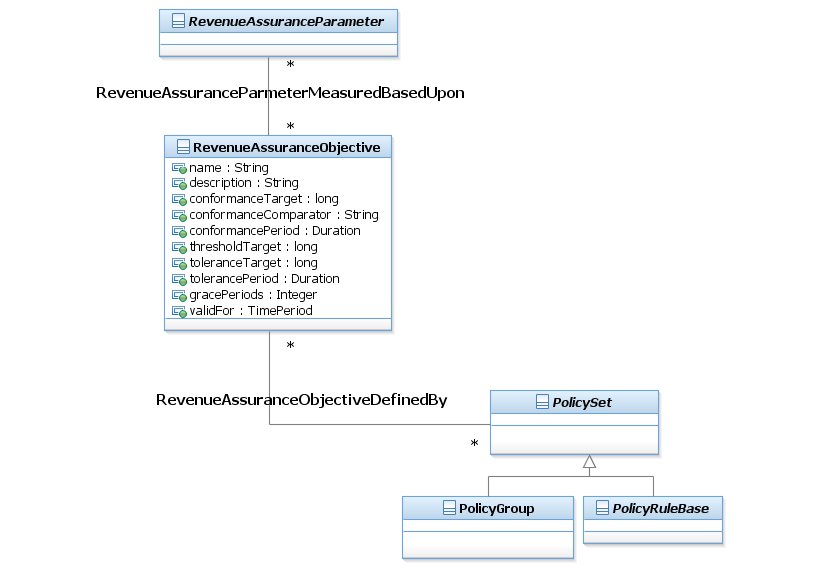 RevenueAssuranceParameter
*
RevenueAssuranceParmeterMeasuredBasedUpon
*
RevenueAssuranceObjective
name : String
description : String
conformanceTarget : long
conformanceComparator : String
conformancePeriod : Duration
thresholdTarget : long
toleranceTarget : long
tolerancePeriod : Duration
gracePeriods : Integer
validFor : TimePeriod
*
RevenueAssuranceObjectiveDefinedBy
PolicySet
*
PolicyGroup
PolicyRuleBase